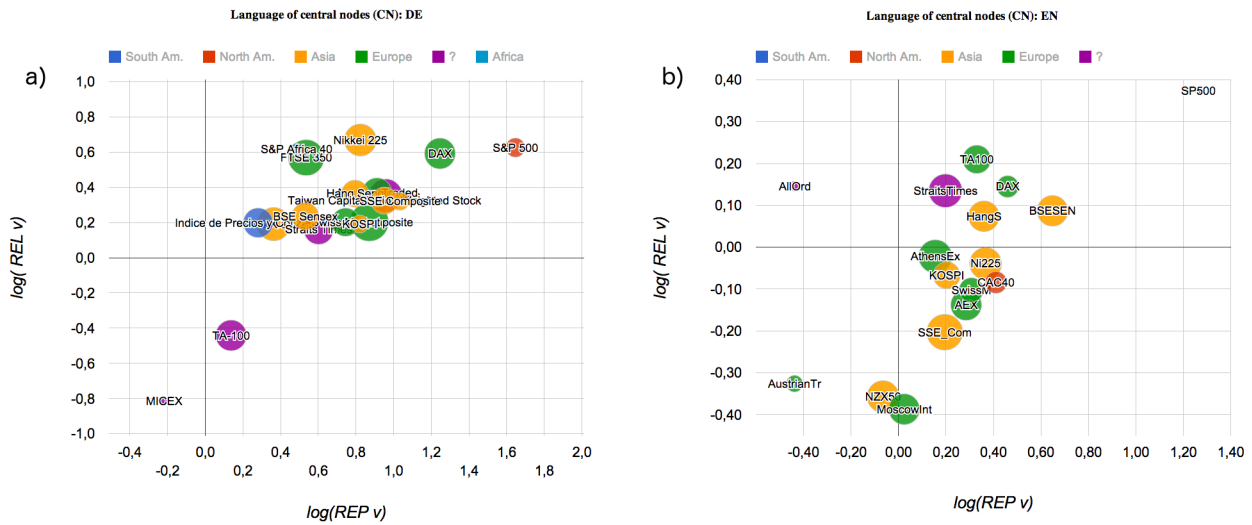 Language of central nodes (CN): DE
South Am. North Am. Asia Europe ? Africa
a)
1,0
0,8
0,6
0,4
0,2
0,0
-0,2
-0,4
-0,6
-0,8
-1,0
log( REL v)
Nikkei 225
S&P Africa 40
FTSE 350
DAX
S&P 500
Hang Seng
Taiwan Capita
SSE Composite
d Stock
BSE Sensex
Indice de Precios y
KOSPI
Straits Tim
TA-100
MICEX
-0,4 0,0 0,4 0,8 1,2 1,6 2,0
-0,2 0,2 0,6 1,0 1,4 1,8
log(REP v)
Language of central nodes (CN): EN
South Am. North Am. Asia Europe ?
b)
0,40
0,30
0,20
0,10
0,00
-0,10
-0,20
-0,30
-0,40
log( REL v)
SP500
TA100
AllOrd
StraitsTimes
DAX
HangS
BSESEN
AthensEx
Ni225
KOSPI
CAC40
SwissM
AEX
SSE_Com
AustrianTr
NZX50
MoscowInt
-0,40 0,00 0,40 0,80 1,20
-0,20 0,20 0,60 1,00 1,40
log(REP v)